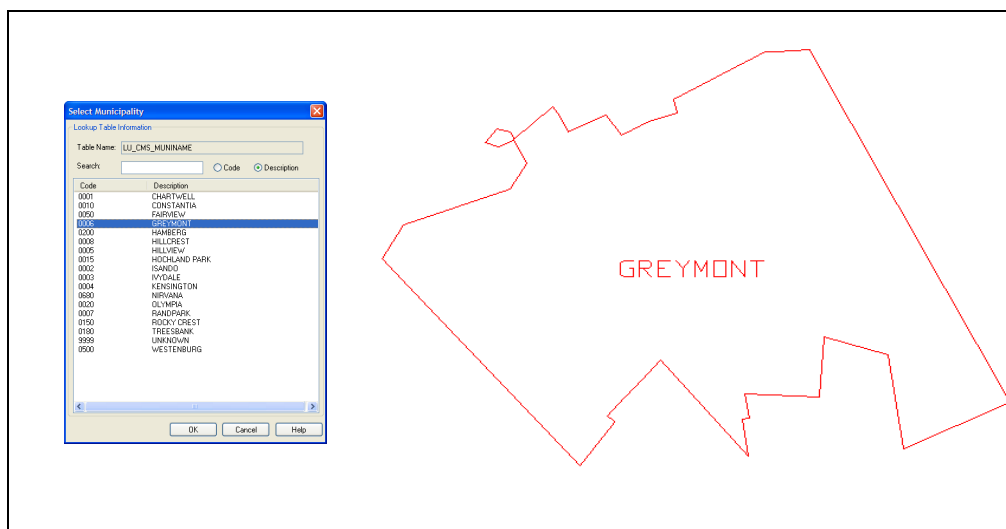 Select Municipality
Lookup Table Information
Table Name: LU_CMS_MUNINAME
Search: Code Description
Code Description
0001 CHARTWELL
0010 CONSTANTIA
0050 FAIRVIEW
0006 GREYMONT
0200 HAMBERG
0008 HILLCREST
0005 HILLVIEW
0015 HOCHLAND PARK
0002 ISANDO
0003 IVYDALE
0004 KENSINGTON
0680 NIRVANA
0020 OLYMPIA
0007 RANDPARK
0150 ROCKY CREST
0180 TREESBANK
9999 UNKNOWN
0500 WESTENBURG
OK Cancel Help
GREYMONT